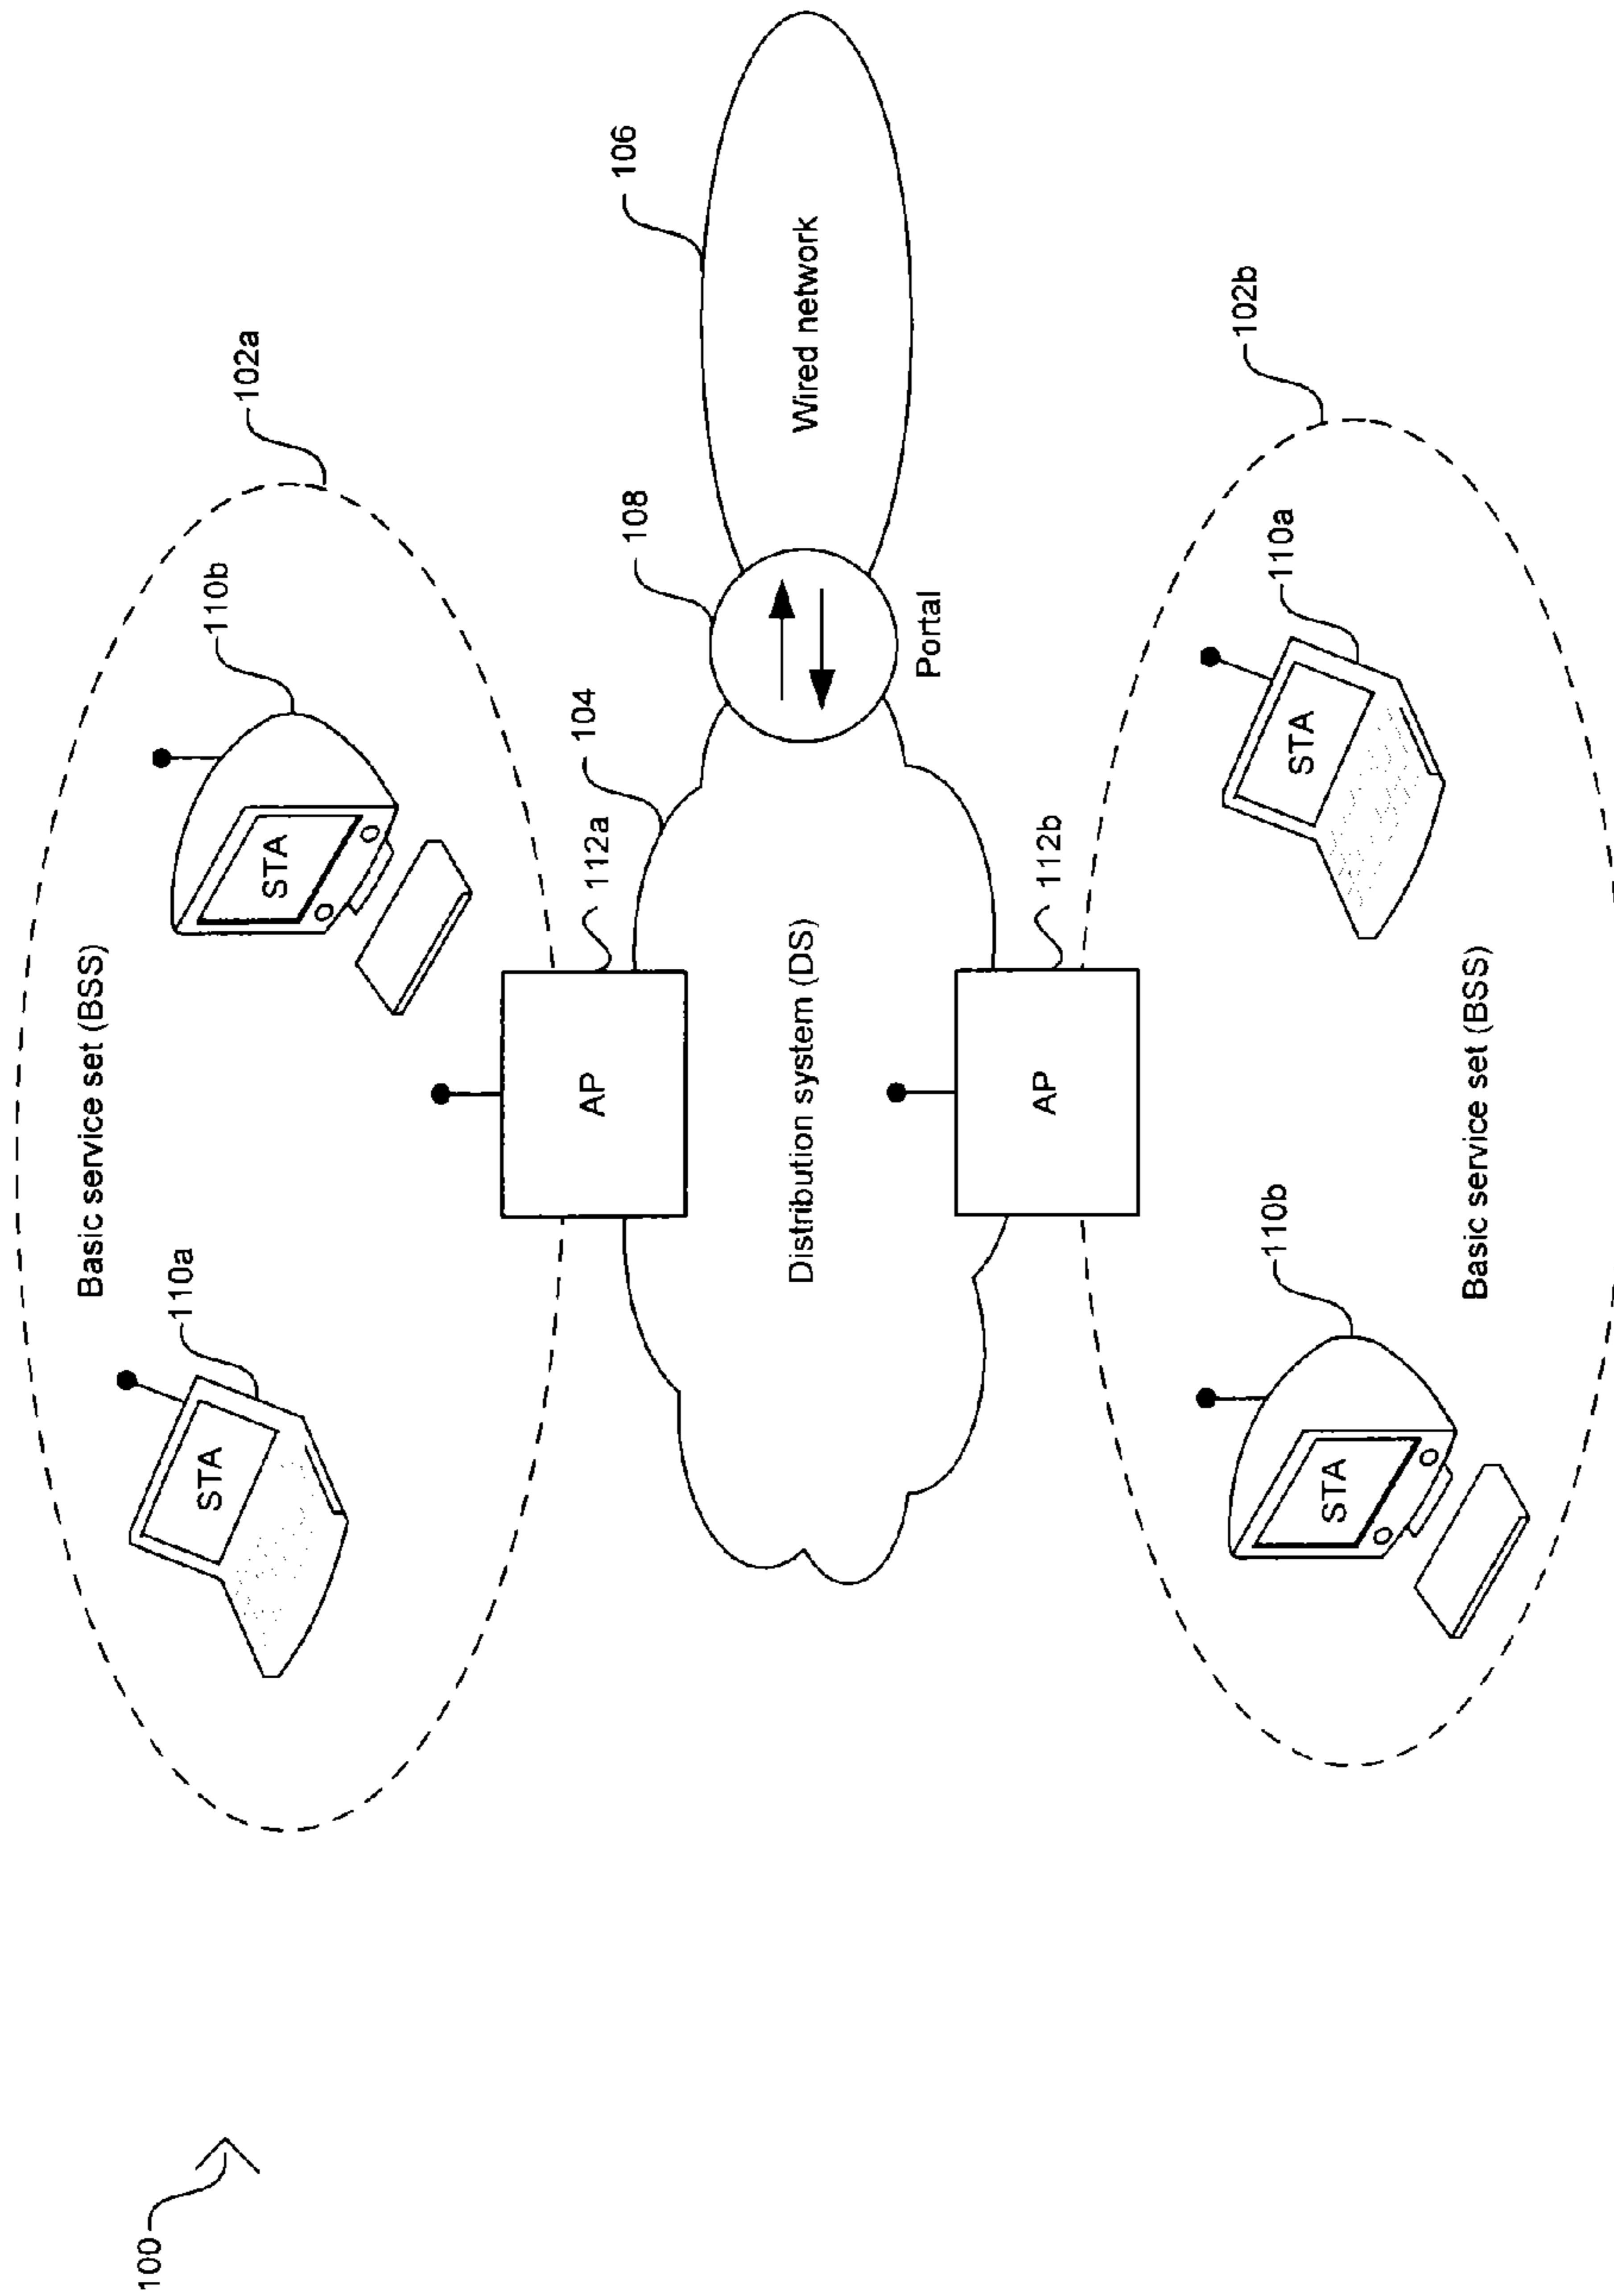 100
102a
Basic service set (BSS)
110a
110b
STA
STA
112a
AP
104
108
106
Distribution system (DS)
Wired network
Portal
112b
AP
102b
110b
110a
STA
STA
Basic service set (BSS)